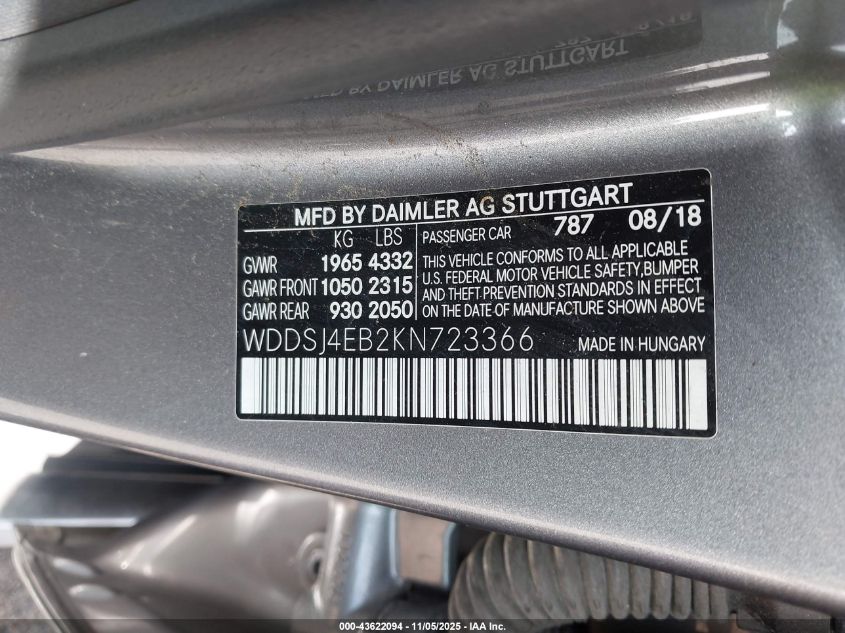 MFD BY DAIMLER AG STUTTGART
787 08/18
KG LBS
GVWR 1965 4332
GAWR FRONT 1050 2315
GAWR REAR 930 2050
PASSENGER CAR
THIS VEHICLE CONFORMS TO ALL APPLICABLE
U.S. FEDERAL MOTOR VEHICLE SAFETY, BUMPER
AND THEFT PREVENTION STANDARDS IN EFFECT
ON THE DATE OF MANUFACTURE SHOWN ABOVE
WDDSJ4EB2KN723366 MADE IN HUNGARY
000-43622094 - 11/05/2025 - IAA Inc.